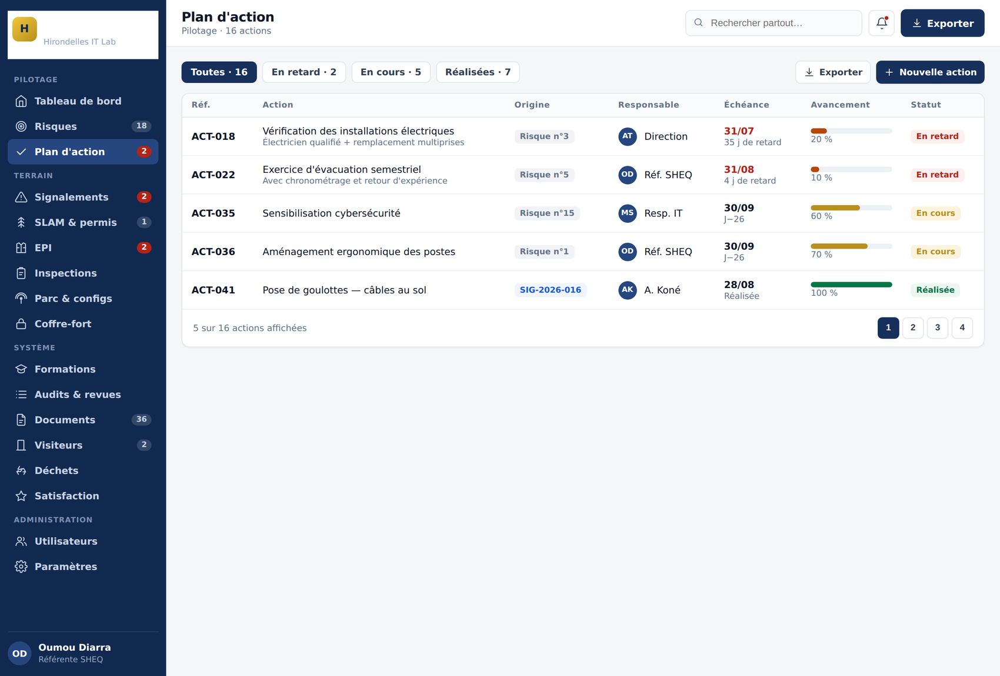 H
Hirondelles IT Lab
PILOTAGE
Tableau de bord
Risques 18
Plan d'action 2
TERRAIN
Signalements 2
SLAM & permis 1
EPI 2
Inspections
Parc & configs
Coffre-fort
SYSTÈME
Formations
Audits & revues
Documents 36
Visiteurs 2
Déchets
Satisfaction
ADMINISTRATION
Utilisateurs
Paramètres
OD
Oumou Diarra
Référente SHEQ
Plan d'action
Pilotage · 16 actions
Rechercher partout…
Exporter
Toutes · 16 En retard · 2 En cours · 5 Réalisées · 7
Exporter
Nouvelle action
Réf. Action Origine Responsable Échéance Avancement Statut
ACT-018 Vérification des installations électriques Risque n°3 AT Direction 31/07 20 % En retard
Électricien qualifié + remplacement multiprises 35 j de retard
ACT-022 Exercice d'évacuation semestriel Risque n°5 OD Réf. SHEQ 31/08 10 % En retard
Avec chronométrage et retour d'expérience 4 j de retard
ACT-035 Sensibilisation cybersécurité Risque n°15 MS Resp. IT 30/09 60 % En cours
J−26
ACT-036 Aménagement ergonomique des postes Risque n°1 OD Réf. SHEQ 30/09 70 % En cours
J−26
ACT-041 Pose de goulottes — câbles au sol SIG-2026-016 AK A. Koné 28/08 100 % Réalisée
Réalisée
5 sur 16 actions affichées
1 2 3 4